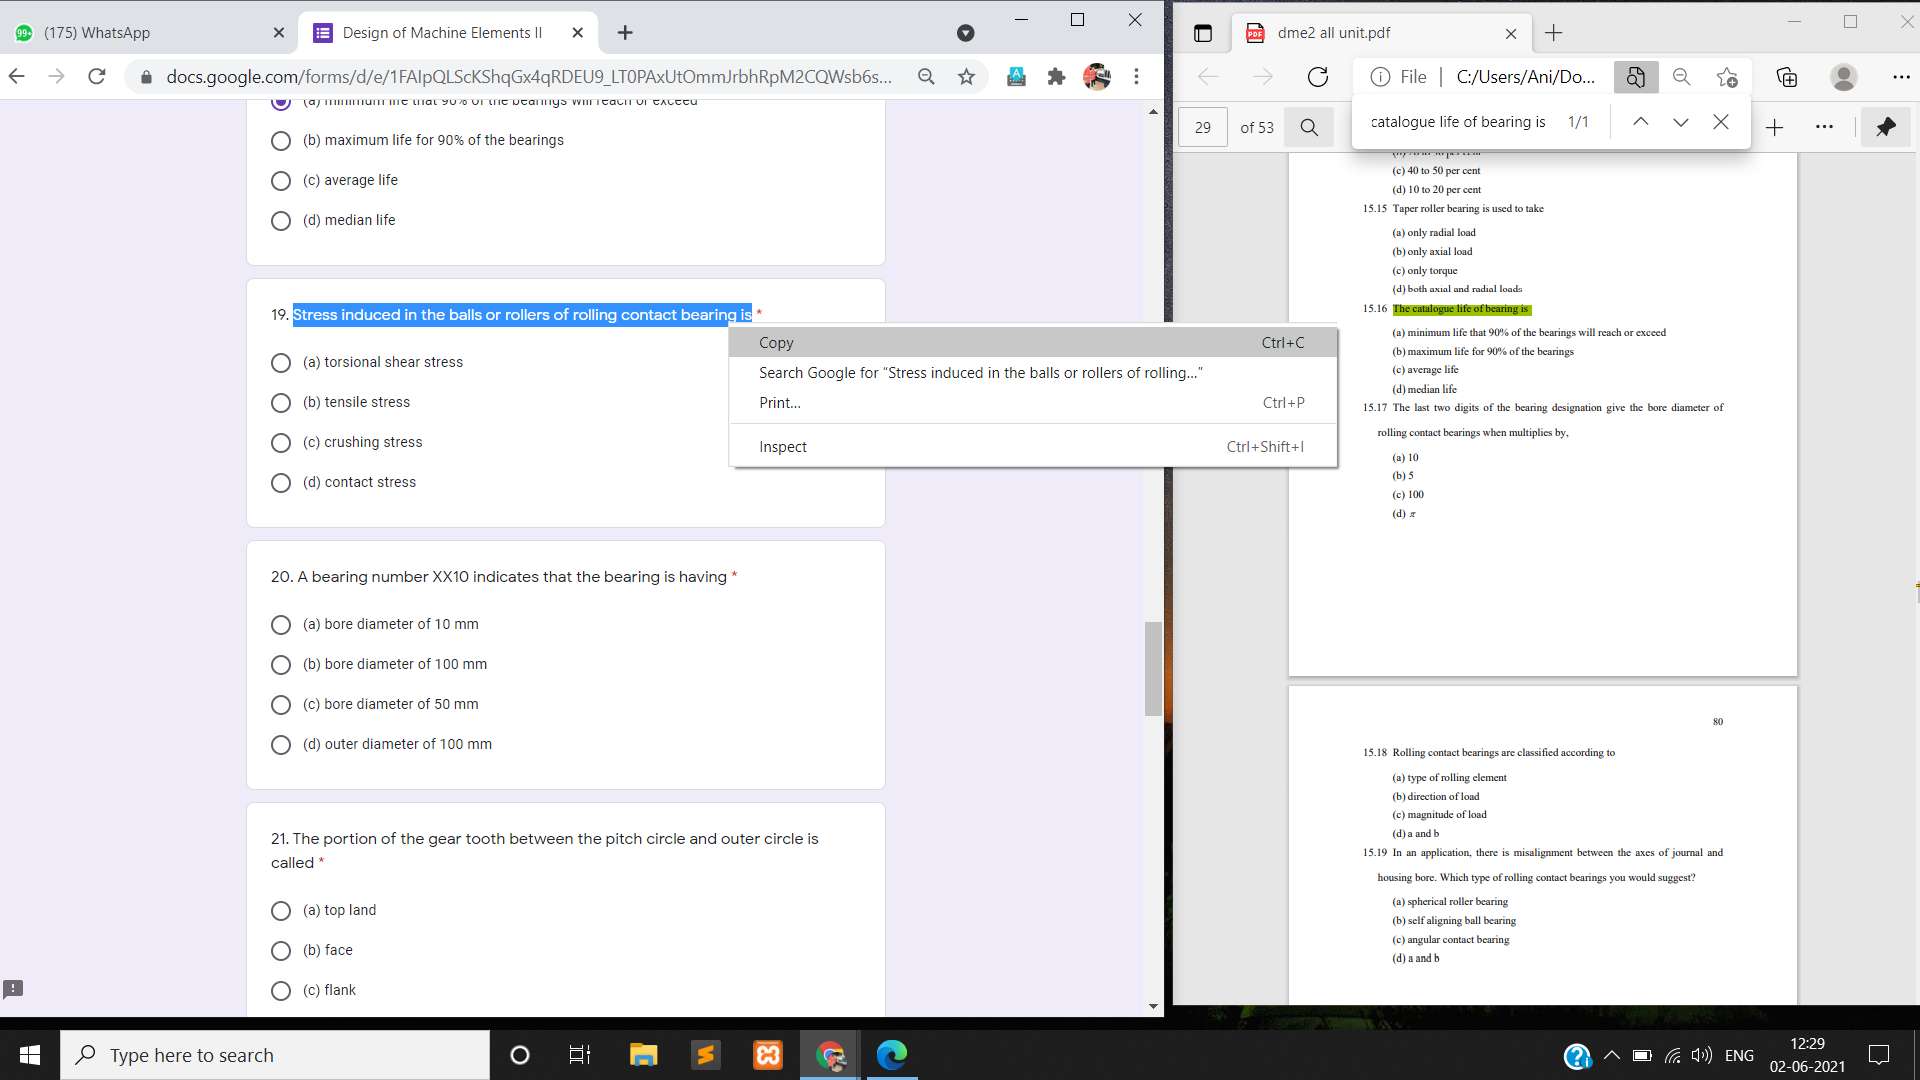 (175) WhatsApp
Design of Machine Elements II
docs.google.com/forms/d/e/1FAIpQLScKShqGx4qRDEU9_LT0PAxUtOmmJrbhRpM2CQWsb6s...
(a) minimum life that 90% of the bearings will reach or exceed
(b) maximum life for 90% of the bearings
(c) average life
(d) median life
19. Stress induced in the balls or rollers of rolling contact bearing is *
(a) torsional shear stress
(b) tensile stress
(c) crushing stress
(d) contact stress
Copy Ctrl+C
Search Google for “Stress induced in the balls or rollers of rolling...”
Print... Ctrl+P
Inspect Ctrl+Shift+I
20. A bearing number XX10 indicates that the bearing is having *
(a) bore diameter of 10 mm
(b) bore diameter of 100 mm
(c) bore diameter of 50 mm
(d) outer diameter of 100 mm
21. The portion of the gear tooth between the pitch circle and outer circle is
called *
(a) top land
(b) face
(c) flank
dme2 all unit.pdf
File C:/Users/Ani/Do...
29 of 53
catalogue life of bearing is 1/1
(c) 40 to 50 per cent
(d) 10 to 20 per cent
15.15 Taper roller bearing is used to take
(a) only radial load
(b) only axial load
(c) only torque
(d) both axial and radial loads
15.16 The catalogue life of bearing is
(a) minimum life that 90% of the bearings will reach or exceed
(b) maximum life for 90% of the bearings
(c) average life
(d) median life
15.17 The last two digits of the bearing designation give the bore diameter of
rolling contact bearings when multiplies by,
(a) 10
(b) 5
(c) 100
(d) π
80
15.18 Rolling contact bearings are classified according to
(a) type of rolling element
(b) direction of load
(c) magnitude of load
(d) a and b
15.19 In an application, there is misalignment between the axes of journal and
housing bore. Which type of rolling contact bearings you would suggest?
(a) spherical roller bearing
(b) self aligning ball bearing
(c) angular contact bearing
(d) a and b
Type here to search
ENG
12:29
02-06-2021